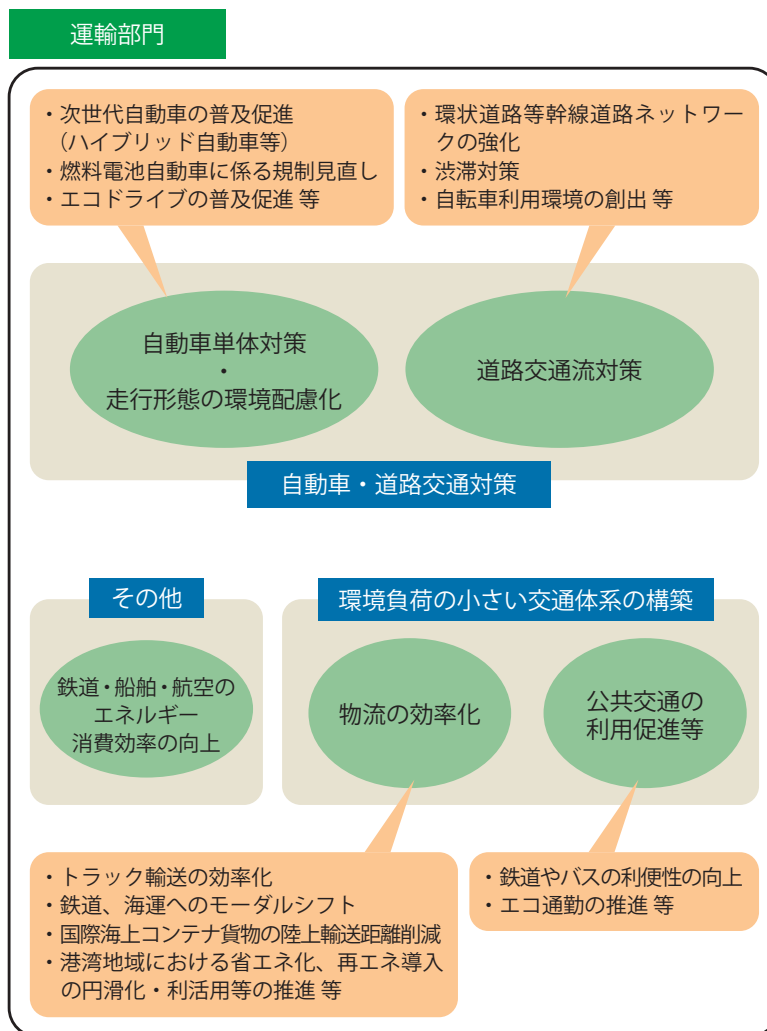 運輸部門
・次世代自動車の普及促進
（ハイブリッド自動車等）
・燃料電池自動車に係る規制見直し
・エコドライブの普及促進 等
・環状道路等幹線道路ネットワー
クの強化
・渋滞対策
・自転車利用環境の創出 等
自動車単体対策
・
走行形態の環境配慮化
道路交通流対策
自動車・道路交通対策
その他
鉄道・船舶・航空の
エネルギー
消費効率の向上
環境負荷の小さい交通体系の構築
物流の効率化
公共交通の
利用促進等
・トラック輸送の効率化
・鉄道、海運へのモーダルシフト
・国際海上コンテナ貨物の陸上輸送距離削減
・港湾地域における省エネ化、再エネ導入
の円滑化・利活用等の推進 等
・鉄道やバスの利便性の向上
・エコ通勤の推進 等